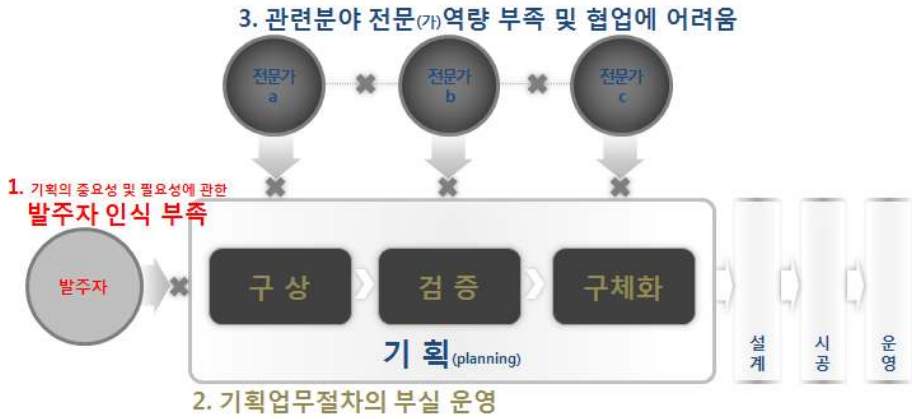 3. 관련분야 전문(가)역량 부족 및 협업에 어려움
전문가
a
전문가
b
전문가
c
1. 기획의 중요성 및 필요성에 관한
발주자 인식 부족
발주자
구 상
검 증
구체화
기 획(planning)
설
계
시
공
운
영
2. 기획업무절차의 부실 운영